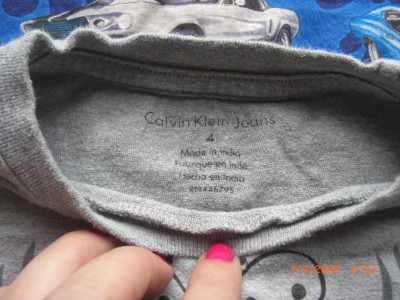 Calvin Klein Jeans
4
Made in India
Fabriqué en Inde
Hecho en India